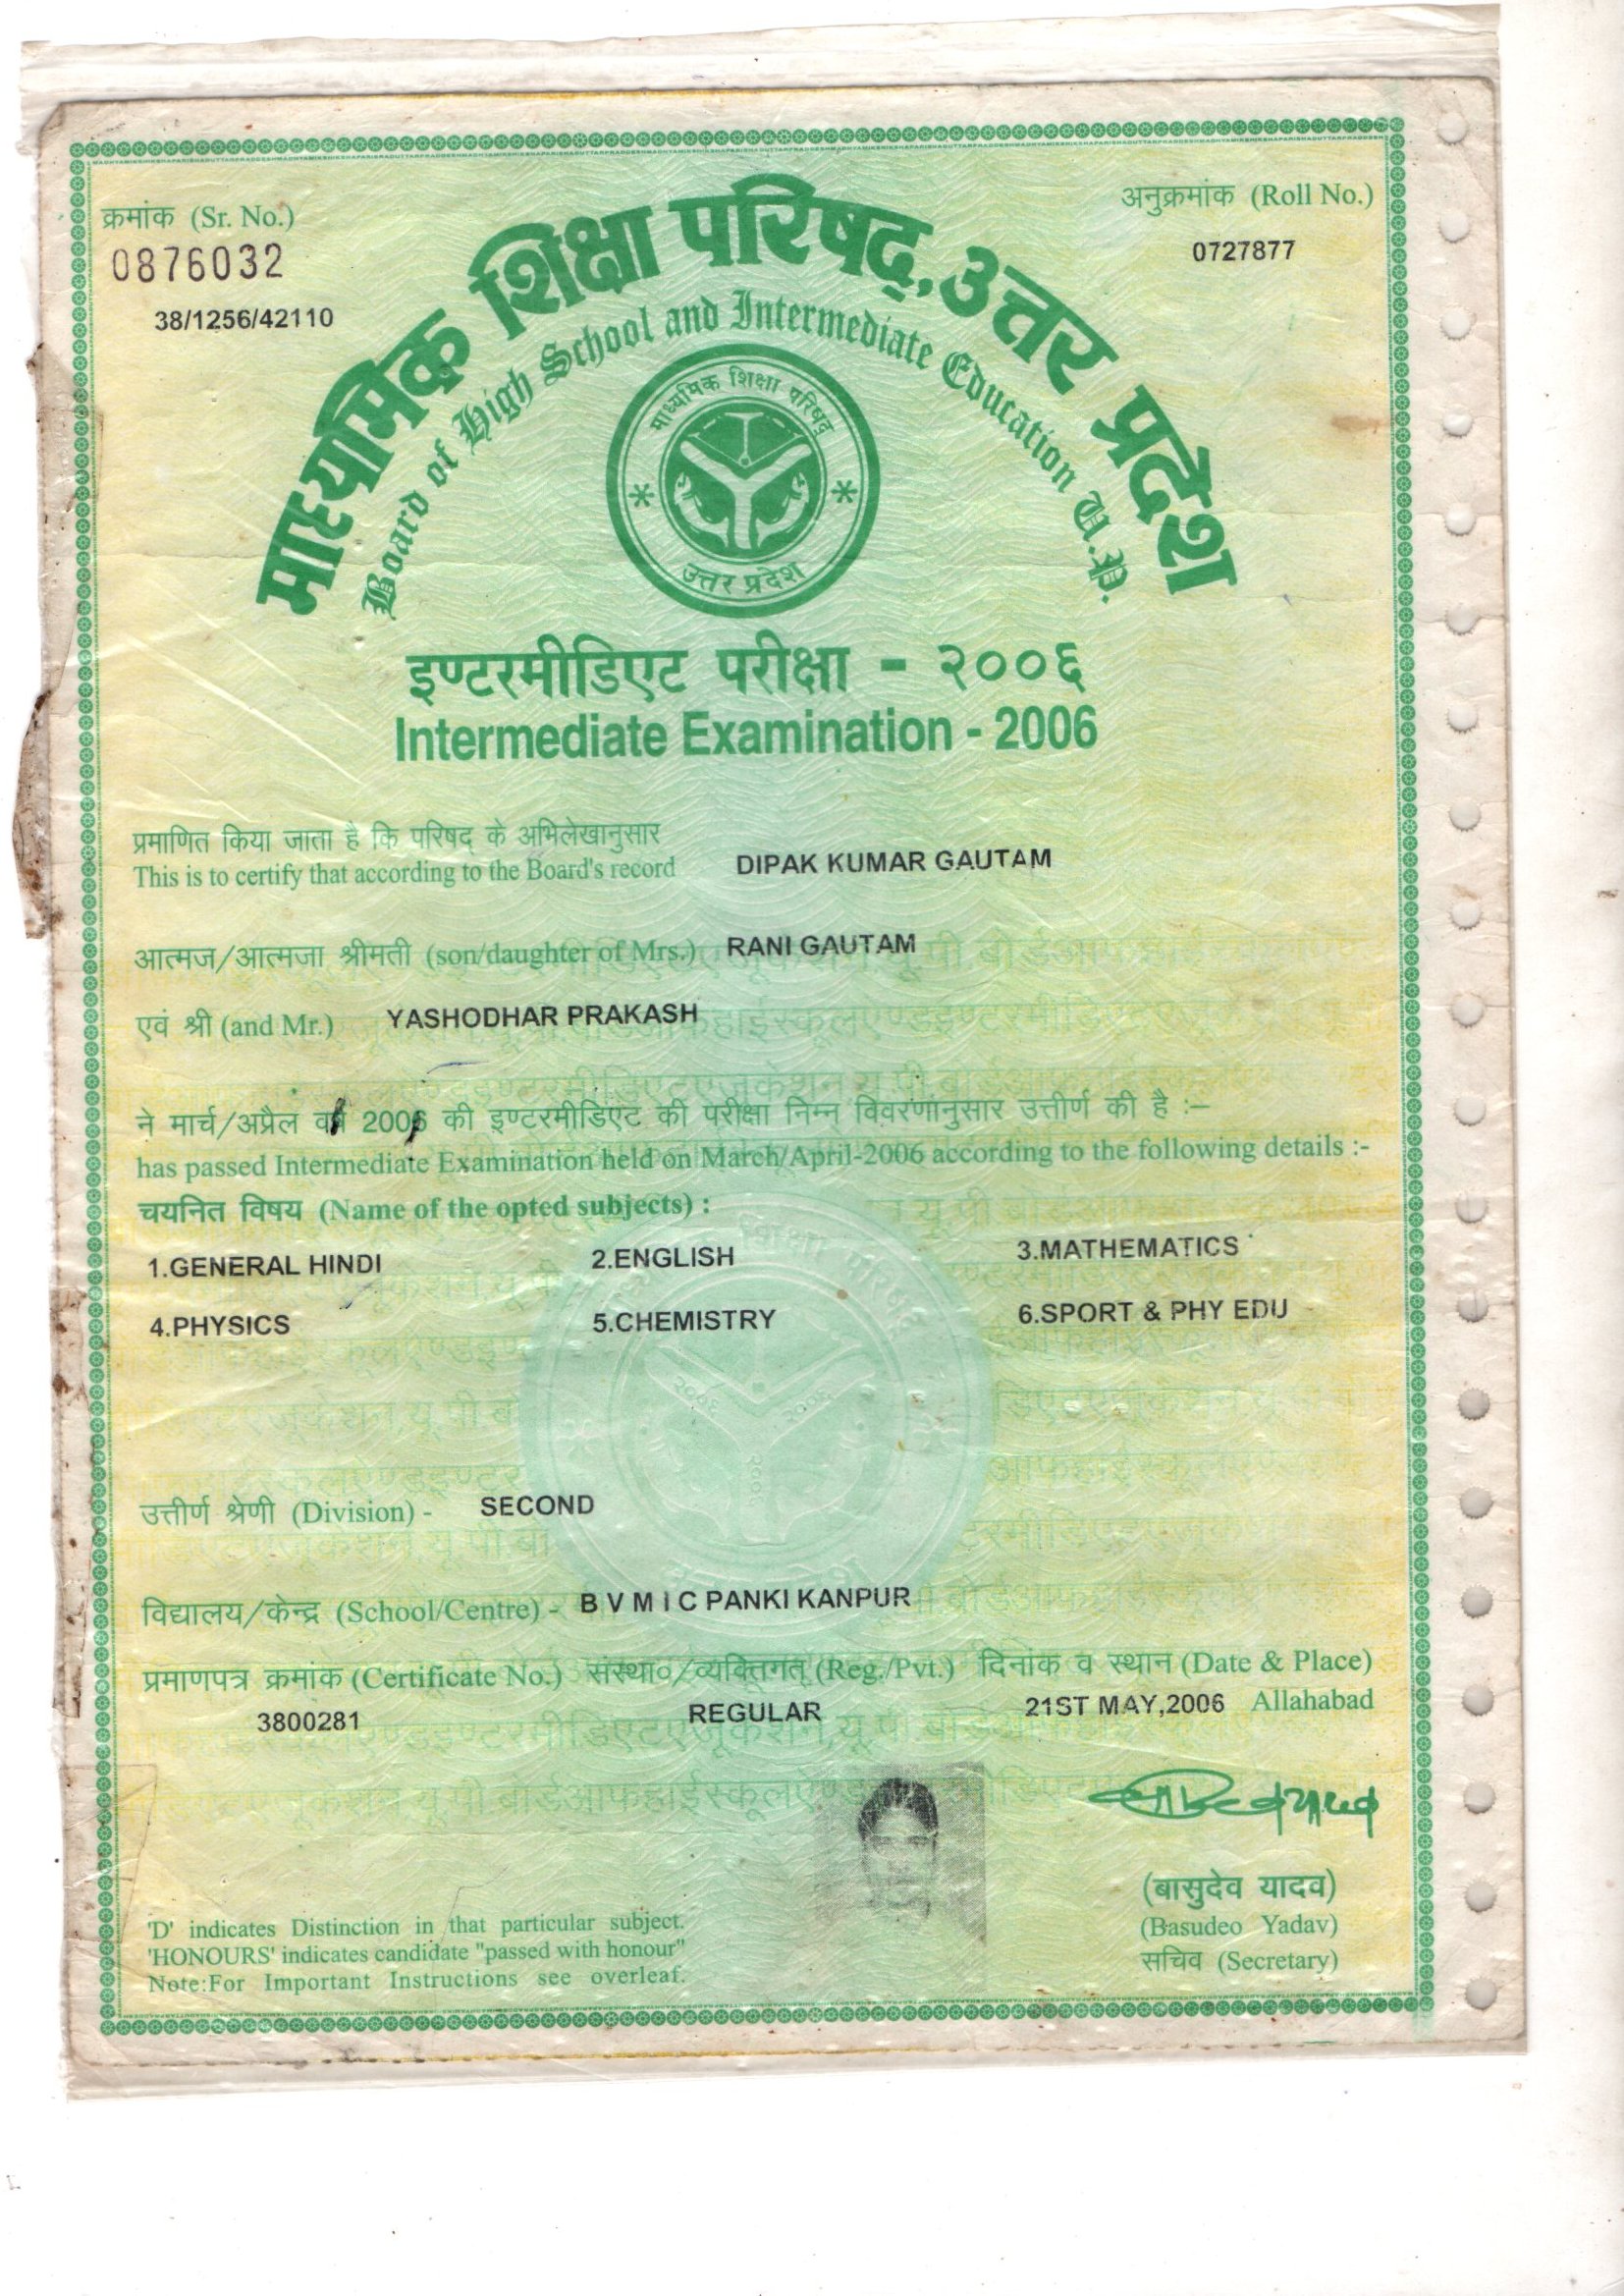 क्रमांक (Sr. No.)
अनुक्रमांक (Roll No.)
0876032
0727877
38/1256/42110
माध्यमिक शिक्षा परिषद्, उत्तर प्रदेश
Board of High School and Intermediate Education U.P.
माध्यमिक शिक्षा परिषद्
उत्तर प्रदेश
इण्टरमीडिएट परीक्षा - २००६
Intermediate Examination - 2006
प्रमाणित किया जाता है कि परिषद् के अभिलेखानुसार
This is to certify that according to the Board's record DIPAK KUMAR GAUTAM
आत्मज/आत्मजा श्रीमती (son/daughter of Mrs.) RANI GAUTAM
एवं श्री (and Mr.) YASHODHAR PRAKASH
ने मार्च/अप्रैल वर्ष 2006 की इण्टरमीडिएट की परीक्षा निम्न विवरणानुसार उत्तीर्ण की है :–
has passed Intermediate Examination held on March/April-2006 according to the following details :-
चयनित विषय (Name of the opted subjects) :
1.GENERAL HINDI 2.ENGLISH 3.MATHEMATICS
4.PHYSICS 5.CHEMISTRY 6.SPORT & PHY EDU
उत्तीर्ण श्रेणी (Division) - SECOND
विद्यालय/केन्द्र (School/Centre) - B V M I C PANKI KANPUR
प्रमाणपत्र क्रमांक (Certificate No.) संस्था०/व्यक्तिगत् (Reg./Pvt.) दिनांक व स्थान (Date & Place)
3800281 REGULAR 21ST MAY,2006 Allahabad
(बासुदेव यादव)
(Basudeo Yadav)
सचिव (Secretary)
'D' indicates Distinction in that particular subject.
'HONOURS' indicates candidate "passed with honour"
Note:For Important Instructions see overleaf.